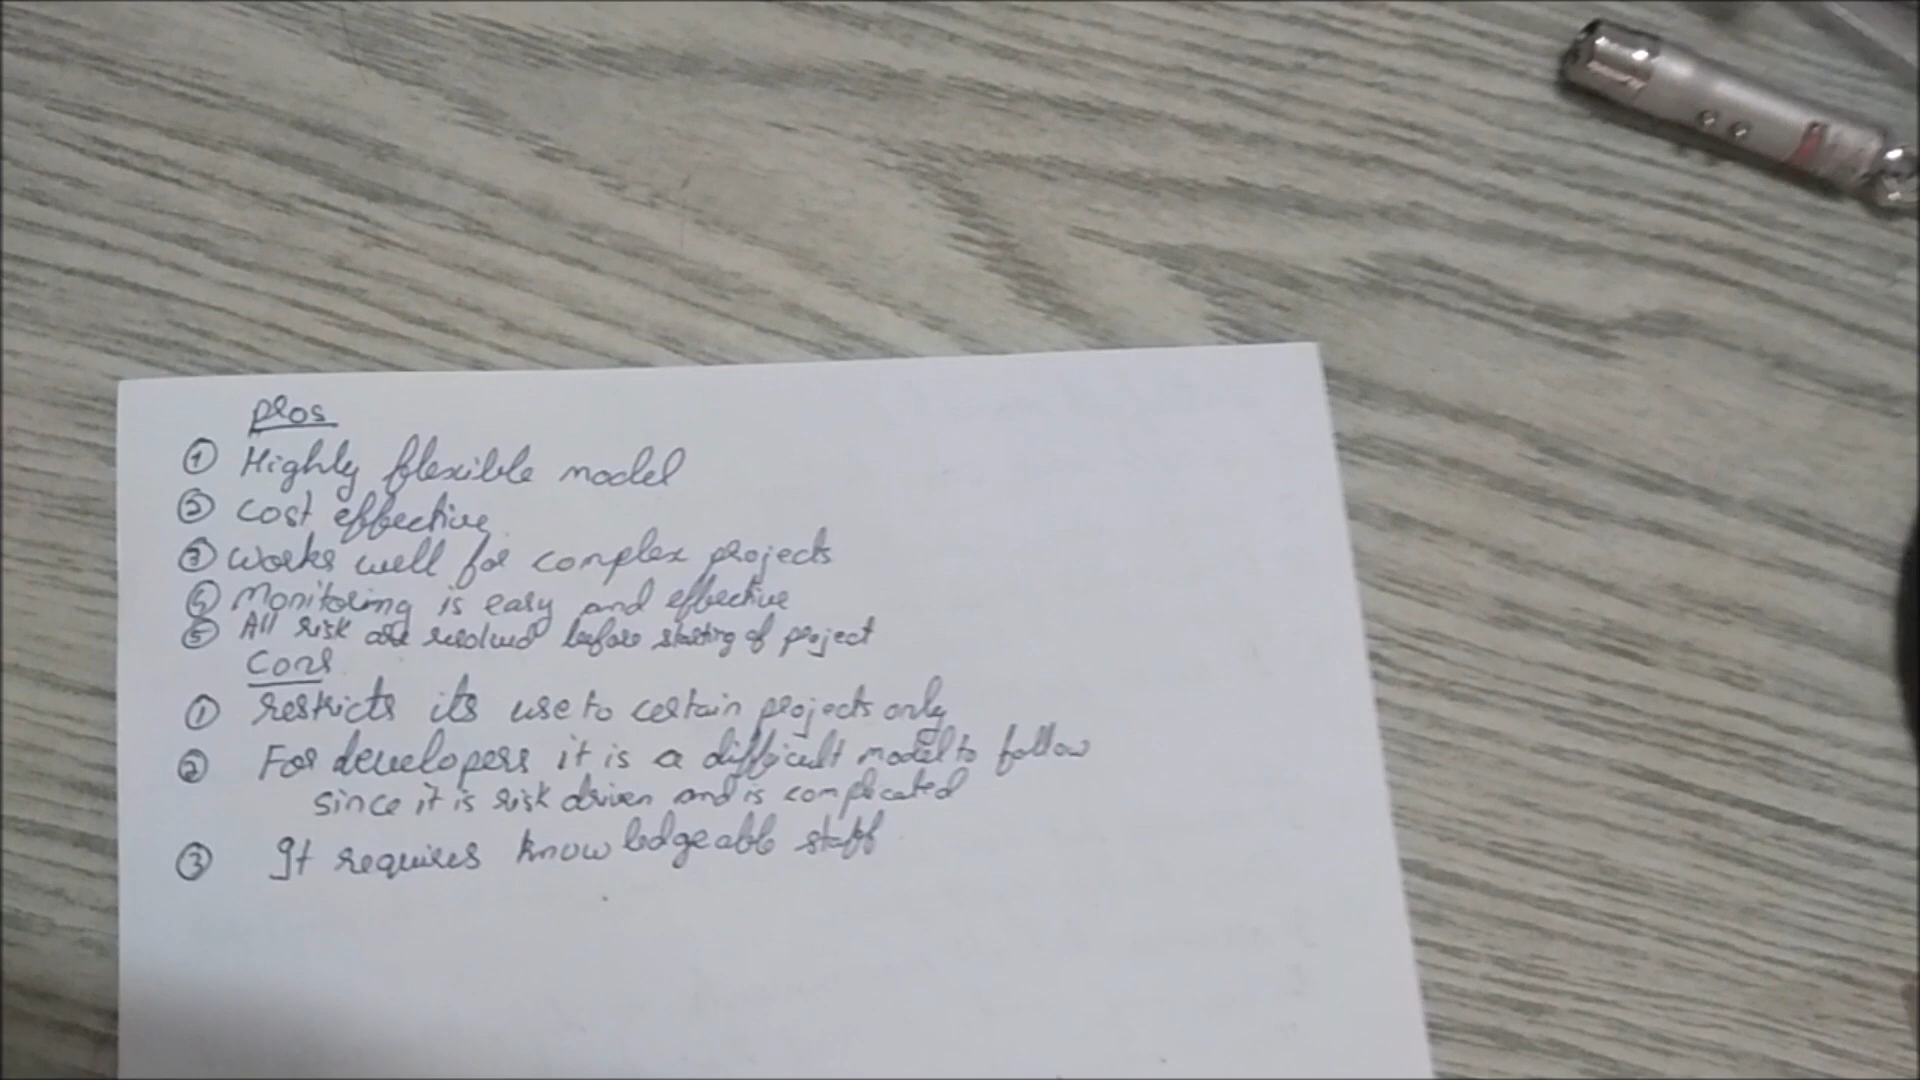 Pros
① Highly flexible model
② cost effective
③ works well for complex projects
④ Monitoring is easy and effective
⑤ All risk are resolved before starting of project
Cons
① restricts its use to certain projects only
② For developers it is a difficult model to follow
since it is risk driven and is complicated
③ It requires knowledgeable staff